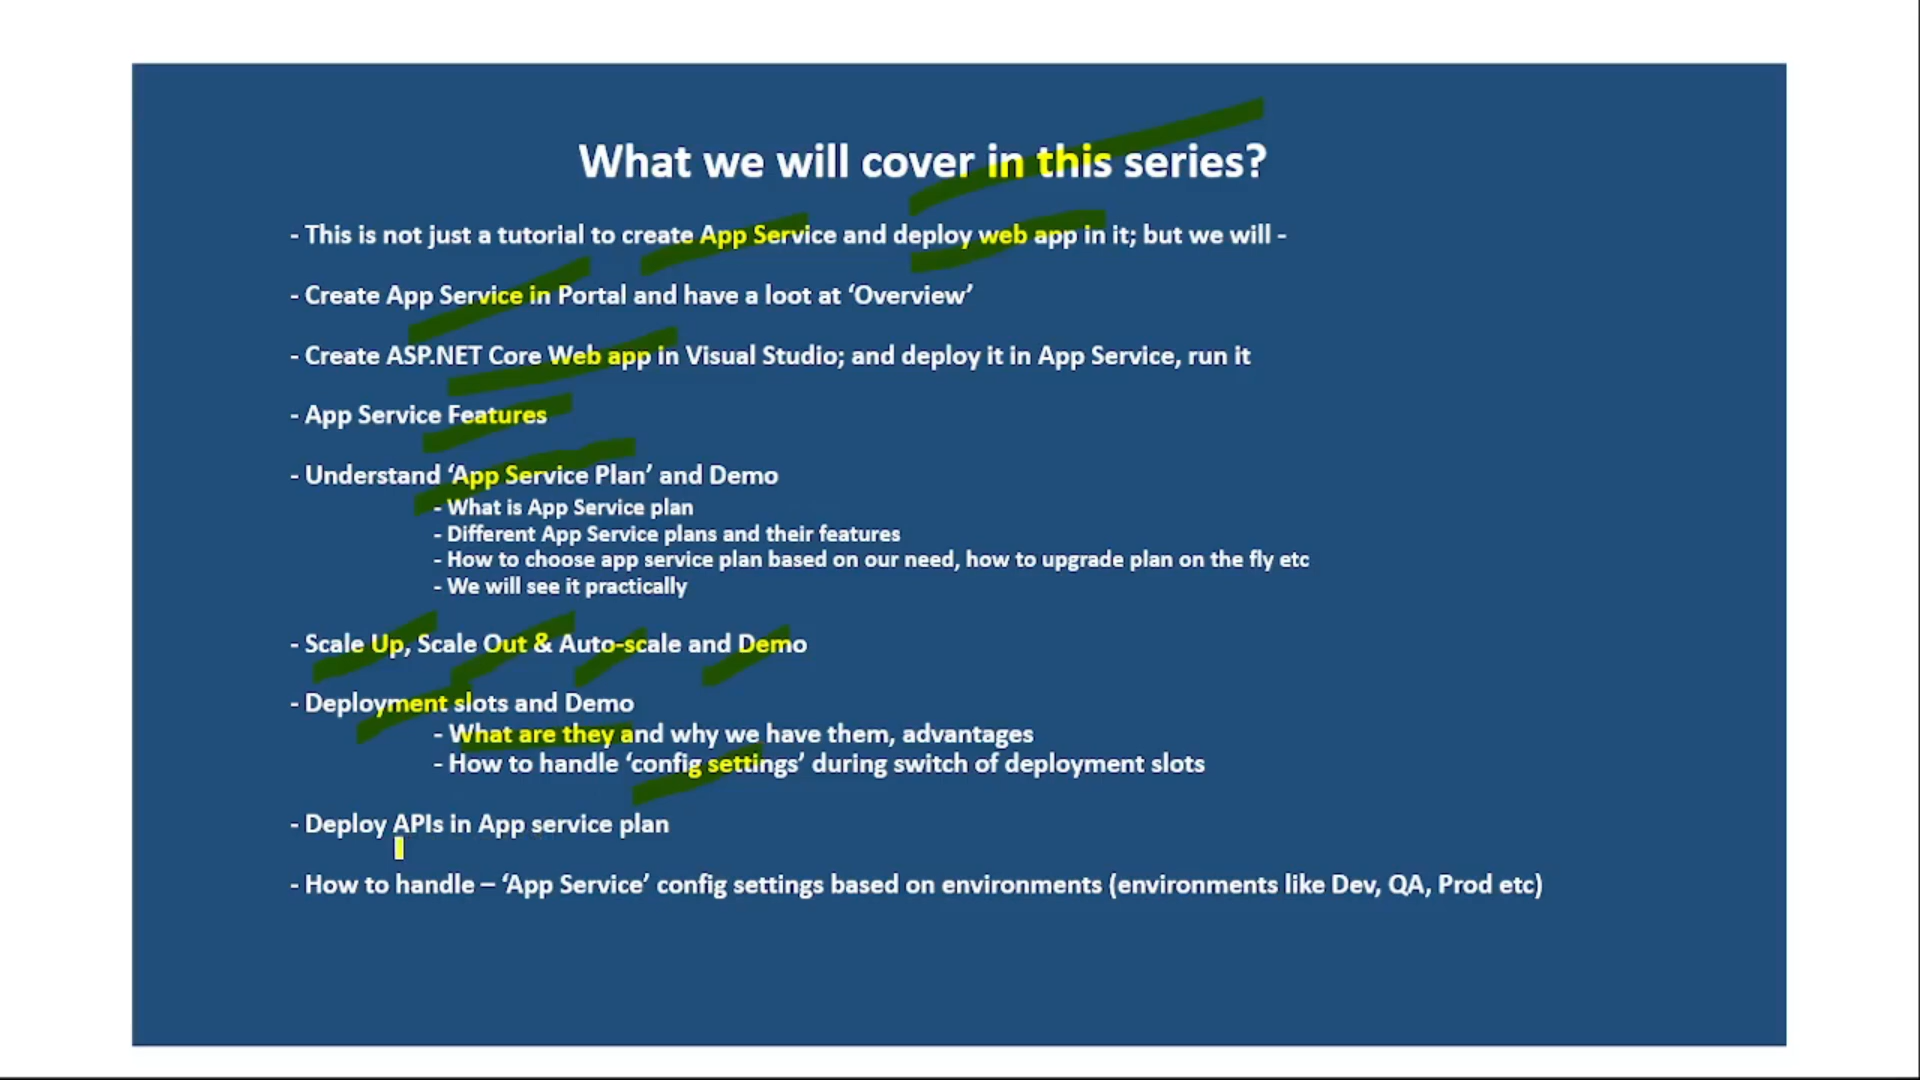 What we will cover in this series?
- This is not just a tutorial to create App Service and deploy web app in it; but we will -
- Create App Service in Portal and have a loot at ‘Overview’
- Create ASP.NET Core Web app in Visual Studio; and deploy it in App Service, run it
- App Service Features
- Understand ‘App Service Plan’ and Demo
- What is App Service plan
- Different App Service plans and their features
- How to choose app service plan based on our need, how to upgrade plan on the fly etc
- We will see it practically
- Scale Up, Scale Out & Auto-scale and Demo
- Deployment slots and Demo
- What are they and why we have them, advantages
- How to handle ‘config settings’ during switch of deployment slots
- Deploy APIs in App service plan
- How to handle – ‘App Service’ config settings based on environments (environments like Dev, QA, Prod etc)